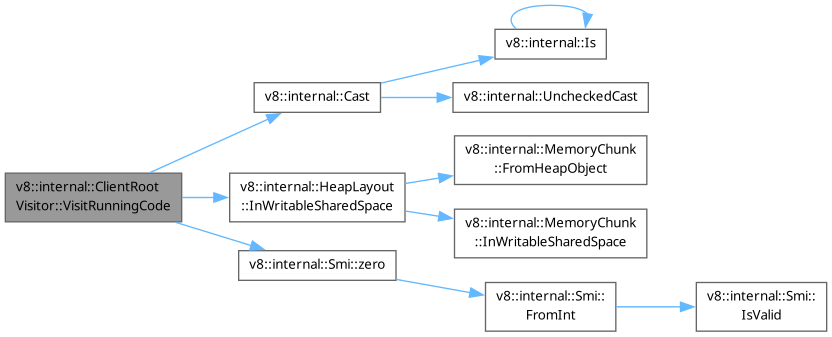 v8::internal::Is
v8::internal::Cast
v8::internal::UncheckedCast
v8::internal::MemoryChunk
::FromHeapObject
v8::internal::ClientRoot
Visitor::VisitRunningCode
v8::internal::HeapLayout
::InWritableSharedSpace
v8::internal::MemoryChunk
::InWritableSharedSpace
v8::internal::Smi::zero
v8::internal::Smi::
FromInt
v8::internal::Smi::
IsValid